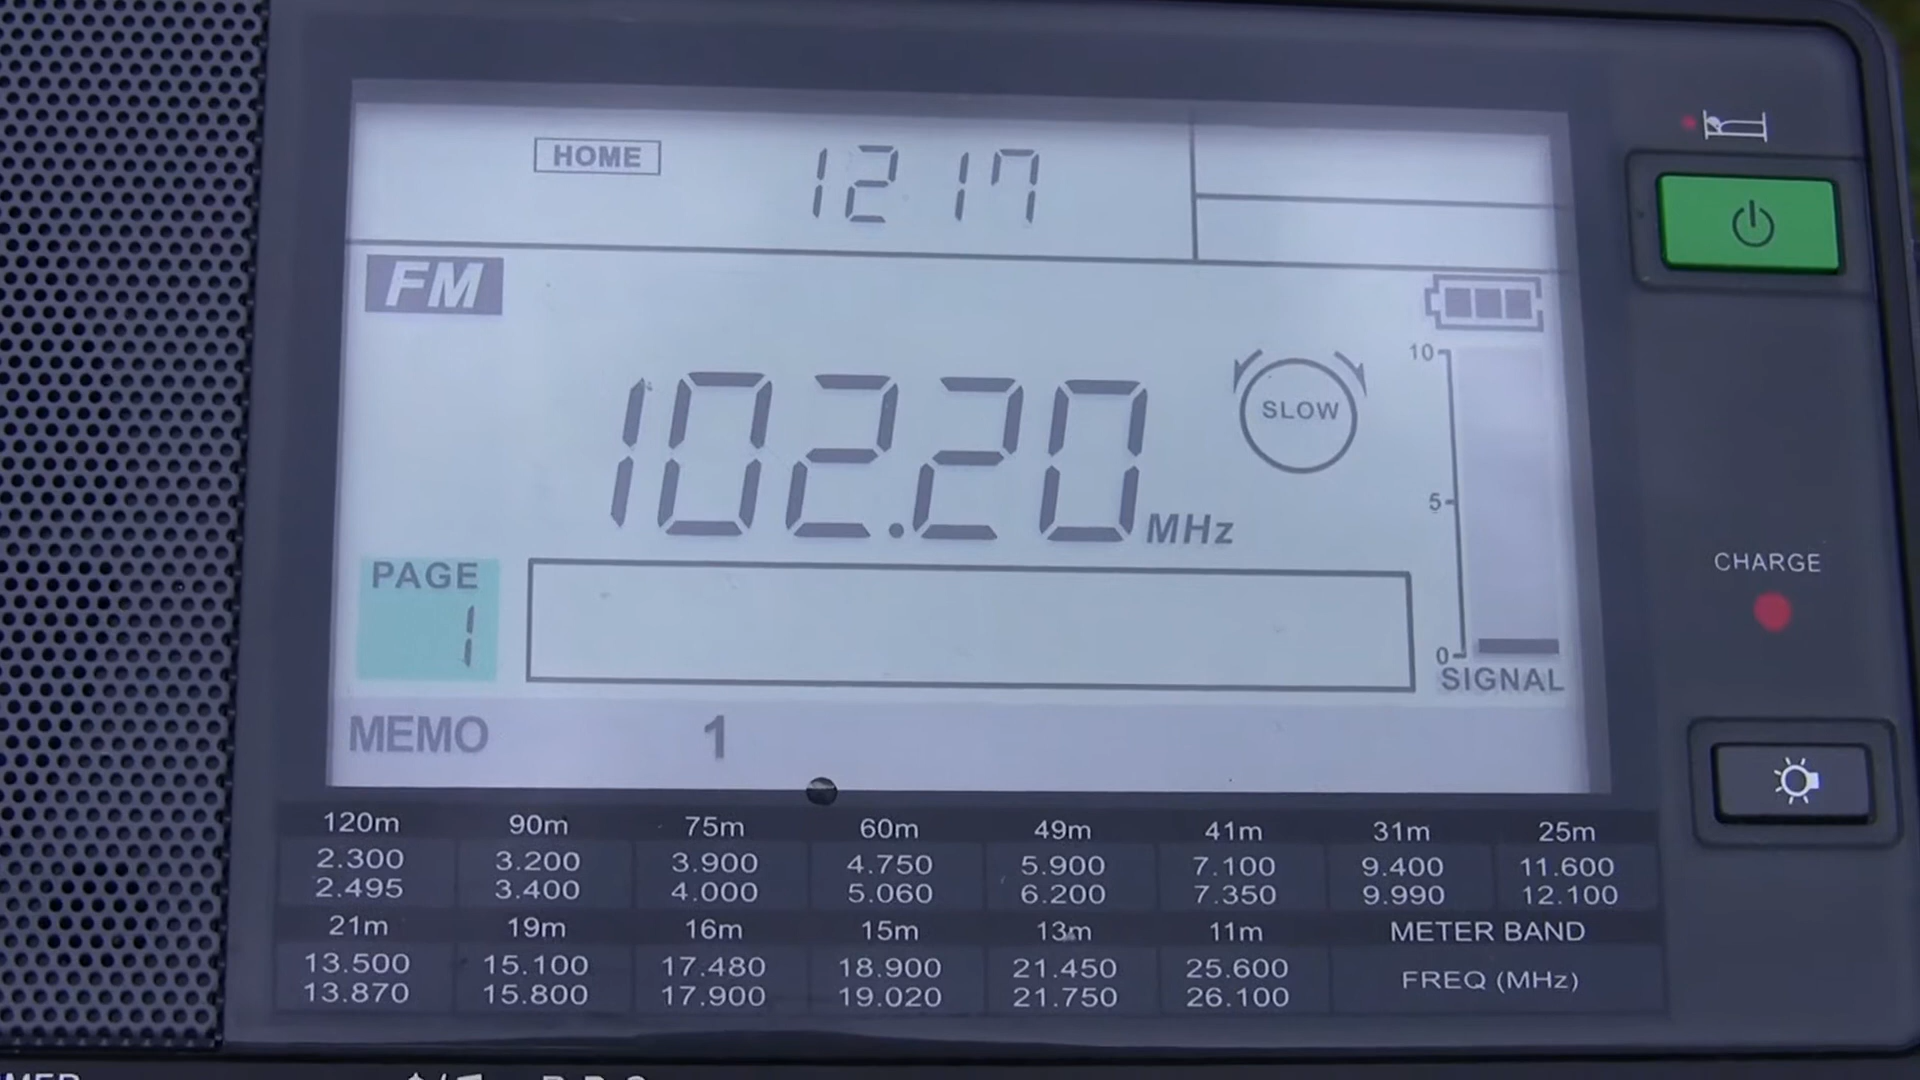 HOME 12 17
FM
102.20 MHz
SLOW
10
5
0
SIGNAL
PAGE
1
MEMO 1
CHARGE
120m 90m 75m 60m 49m 41m 31m 25m
2.300 3.200 3.900 4.750 5.900 7.100 9.400 11.600
2.495 3.400 4.000 5.060 6.200 7.350 9.990 12.100
21m 19m 16m 15m 13m 11m METER BAND
13.500 15.100 17.480 18.900 21.450 25.600 FREQ (MHz)
13.870 15.800 17.900 19.020 21.750 26.100